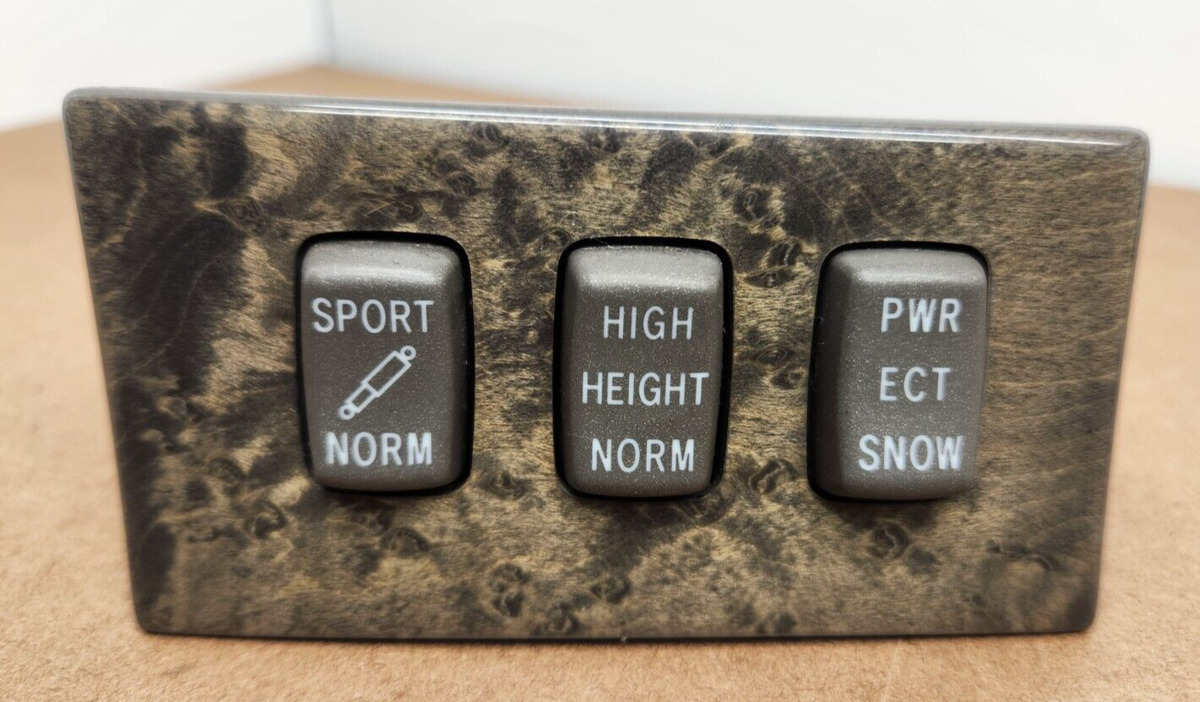 SPORT
NORM
HIGH
HEIGHT
NORM
PWR
ECT
SNOW